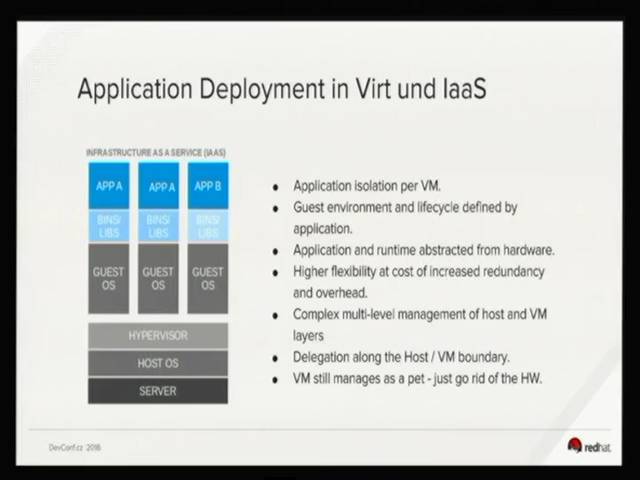 Application Deployment in Virt und IaaS
INFRASTRUCTURE AS A SERVICE (IAAS)
APP A
APP A
APP B
BINS/
LIBS
BINS/
LIBS
BINS/
LIBS
GUEST
OS
GUEST
OS
GUEST
OS
HYPERVISOR
HOST OS
SERVER
● Application isolation per VM.
● Guest environment and lifecycle defined by
application.
● Application and runtime abstracted from hardware.
● Higher flexibility at cost of increased redundancy
and overhead.
● Complex multi-level management of host and VM
layers
● Delegation along the Host / VM boundary.
● VM still manages as a pet - just go rid of the HW.
DevConf.cz 2016
redhat.